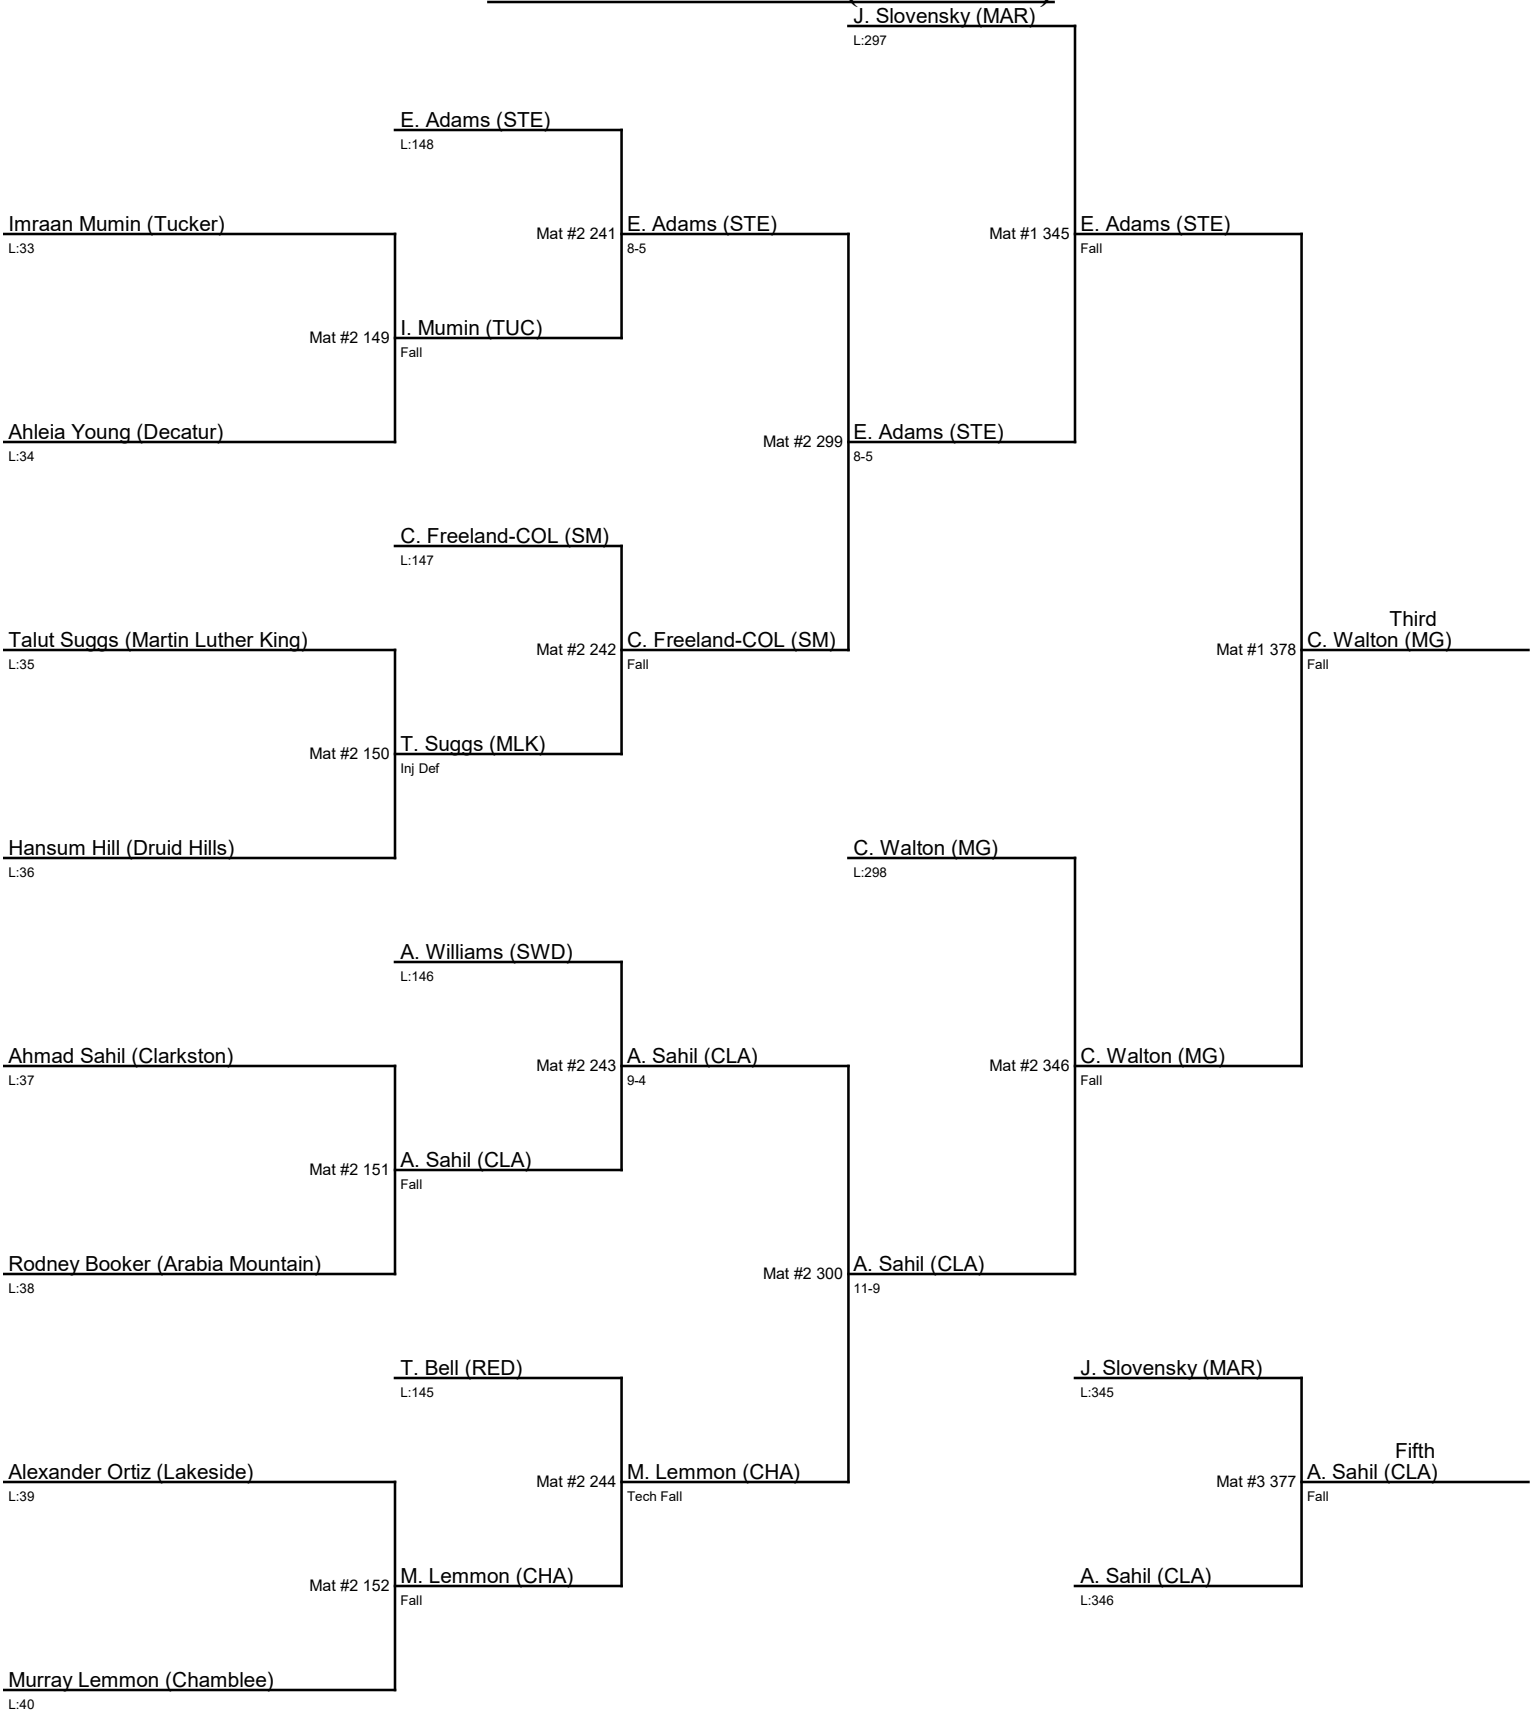 J. Slovensky (MAR)
L:297
E. Adams (STE)
L:148
Imraan Mumin (Tucker)
L:33
Mat #2 241
E. Adams (STE)
8-5
Mat #1 345
E. Adams (STE)
Fall
Mat #2 149
I. Mumin (TUC)
Fall
Ahleia Young (Decatur)
L:34
Mat #2 299
E. Adams (STE)
8-5
C. Freeland-COL (SM)
L:147
Talut Suggs (Martin Luther King)
L:35
Mat #2 242
C. Freeland-COL (SM)
Fall
Third
Mat #1 378
C. Walton (MG)
Fall
Mat #2 150
T. Suggs (MLK)
Inj Def
Hansum Hill (Druid Hills)
L:36
C. Walton (MG)
L:298
A. Williams (SWD)
L:146
Ahmad Sahil (Clarkston)
L:37
Mat #2 243
A. Sahil (CLA)
9-4
Mat #2 346
C. Walton (MG)
Fall
Mat #2 151
A. Sahil (CLA)
Fall
Rodney Booker (Arabia Mountain)
L:38
Mat #2 300
A. Sahil (CLA)
11-9
T. Bell (RED)
L:145
J. Slovensky (MAR)
L:345
Alexander Ortiz (Lakeside)
L:39
Mat #2 244
M. Lemmon (CHA)
Tech Fall
Fifth
Mat #3 377
A. Sahil (CLA)
Fall
Mat #2 152
M. Lemmon (CHA)
Fall
A. Sahil (CLA)
L:346
Murray Lemmon (Chamblee)
L:40